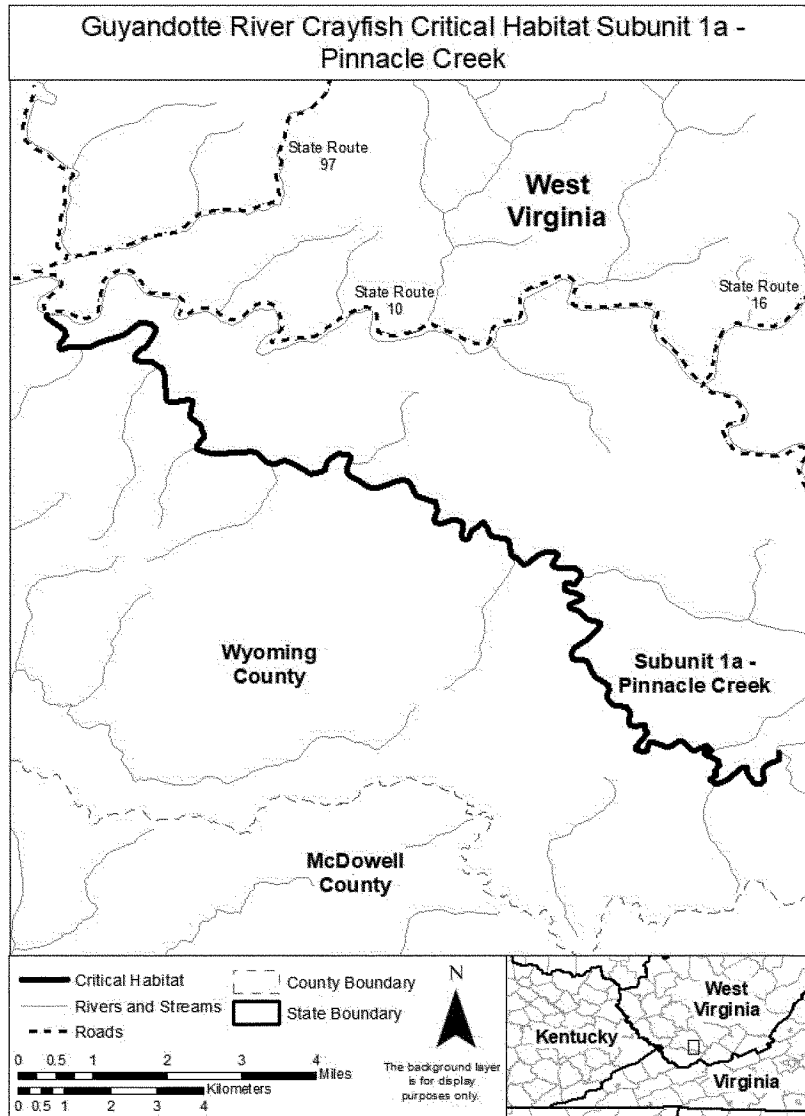 Guyandotte River Crayfish Critical Habitat Subunit 1a -
Pinnacle Creek
State Route
97
West
Virginia
State Route
10
State Route
16
Wyoming
County
Subunit 1a -
Pinnacle Creek
McDowell
County
Critical Habitat
Rivers and Streams
Roads
County Boundary
State Boundary
N
The background layer
is for display
purposes only.
0 0.5 1 2 3 4
Miles
Kilometers
0 0.5 1 2 3 4
West
Virginia
Kentucky
Virginia